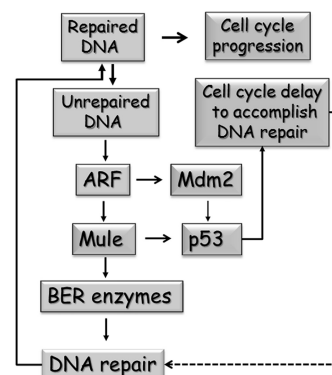 Repaired
DNA
Cell cycle
progression
Unrepaired
DNA
Cell cycle delay
to accomplish
DNA repair
ARF
Mdm2
Mule
p53
BER enzymes
DNA repair